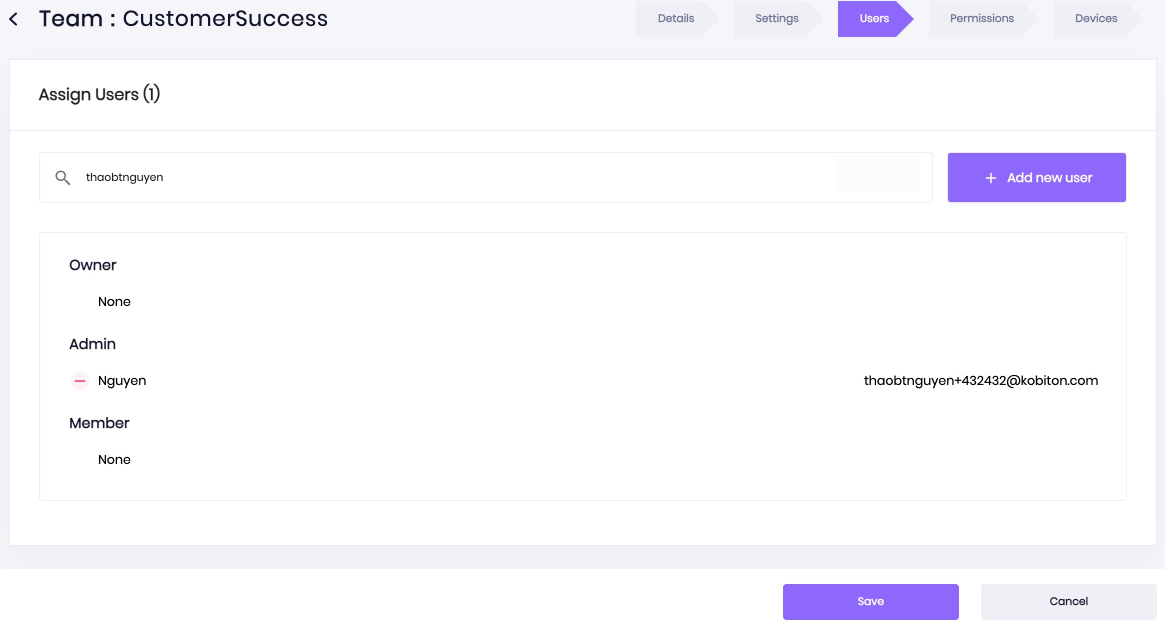 Team : CustomerSuccess
Details
Settings
Users
Permissions
Devices
Assign Users (1)
thaobtnguyen
+ Add new user
Owner
None
Admin
Nguyen thaobtnguyen+432432@kobiton.com
Member
None
Save
Cancel